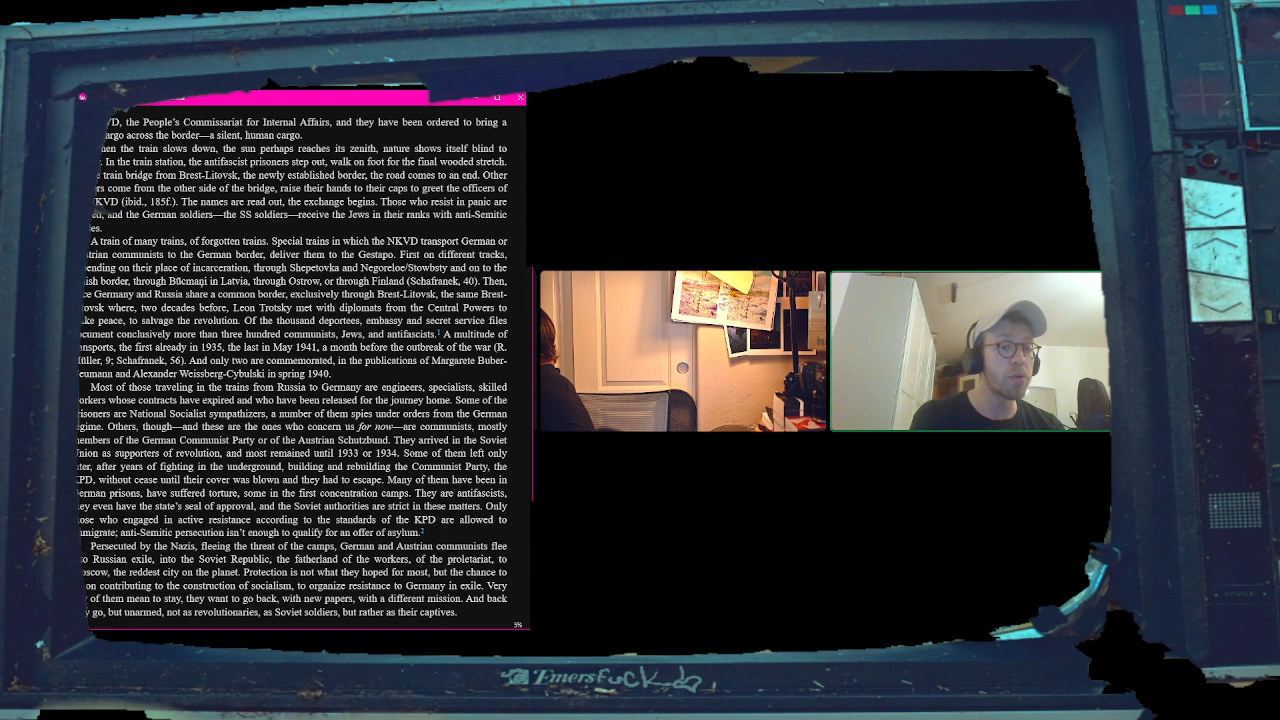 the People's Commissariat for Internal Affairs, and they have been ordered to bring a
across the border—a silent, human cargo.
the train slows down, the sun perhaps reaches its zenith, nature shows itself blind to
In the train station, the antifascist prisoners step out, walk on foot for the final wooded stretch.
train bridge from Brest-Litovsk, the newly established border, the road comes to an end. Other
come from the other side of the bridge, raise their hands to their caps to greet the officers of
(ibid., 185f.). The names are read out, the exchange begins. Those who resist in panic are
and the German soldiers—the SS soldiers—receive the Jews in their ranks with anti-Semitic
A train of many trains, of forgotten trains. Special trains in which the NKVD transport German or
communists to the German border, deliver them to the Gestapo. First on different tracks,
on their place of incarceration, through Shepetovka and Negoreloe/Stowbsty and on to the
border, through Būcmaņi in Latvia, through Ostrow, or through Finland (Schafranek, 40). Then,
Germany and Russia share a common border, exclusively through Brest-Litovsk, the same Brest-
where, two decades before, Leon Trotsky met with diplomats from the Central Powers to
peace, to salvage the revolution. Of the thousand deportees, embassy and secret service files
conclusively more than three hundred communists, Jews, and antifascists.1 A multitude of
the first already in 1935, the last in May 1941, a month before the outbreak of the war (R.
9; Schafranek, 56). And only two are commemorated, in the publications of Margarete Buber-
and Alexander Weissberg-Cybulski in spring 1940.
Most of those traveling in the trains from Russia to Germany are engineers, specialists, skilled
whose contracts have expired and who have been released for the journey home. Some of the
are National Socialist sympathizers, a number of them spies under orders from the German
Others, though—and these are the ones who concern us for now—are communists, mostly
of the German Communist Party or of the Austrian Schutzbund. They arrived in the Soviet
as supporters of revolution, and most remained until 1933 or 1934. Some of them left only
after years of fighting in the underground, building and rebuilding the Communist Party, the
without cease until their cover was blown and they had to escape. Many of them have been in
prisons, have suffered torture, some in the first concentration camps. They are antifascists,
even have the state's seal of approval, and the Soviet authorities are strict in these matters. Only
who engaged in active resistance according to the standards of the KPD are allowed to
anti-Semitic persecution isn't enough to qualify for an offer of asylum.2
Persecuted by the Nazis, fleeing the threat of the camps, German and Austrian communists flee
Russian exile, into the Soviet Republic, the fatherland of the workers, of the proletariat, to
the reddest city on the planet. Protection is not what they hoped for most, but the chance to
on contributing to the construction of socialism, to organize resistance to Germany in exile. Very
of them mean to stay, they want to go back, with new papers, with a different mission. And back
go, but unarmed, not as revolutionaries, as Soviet soldiers, but rather as their captives.
5%
POWER